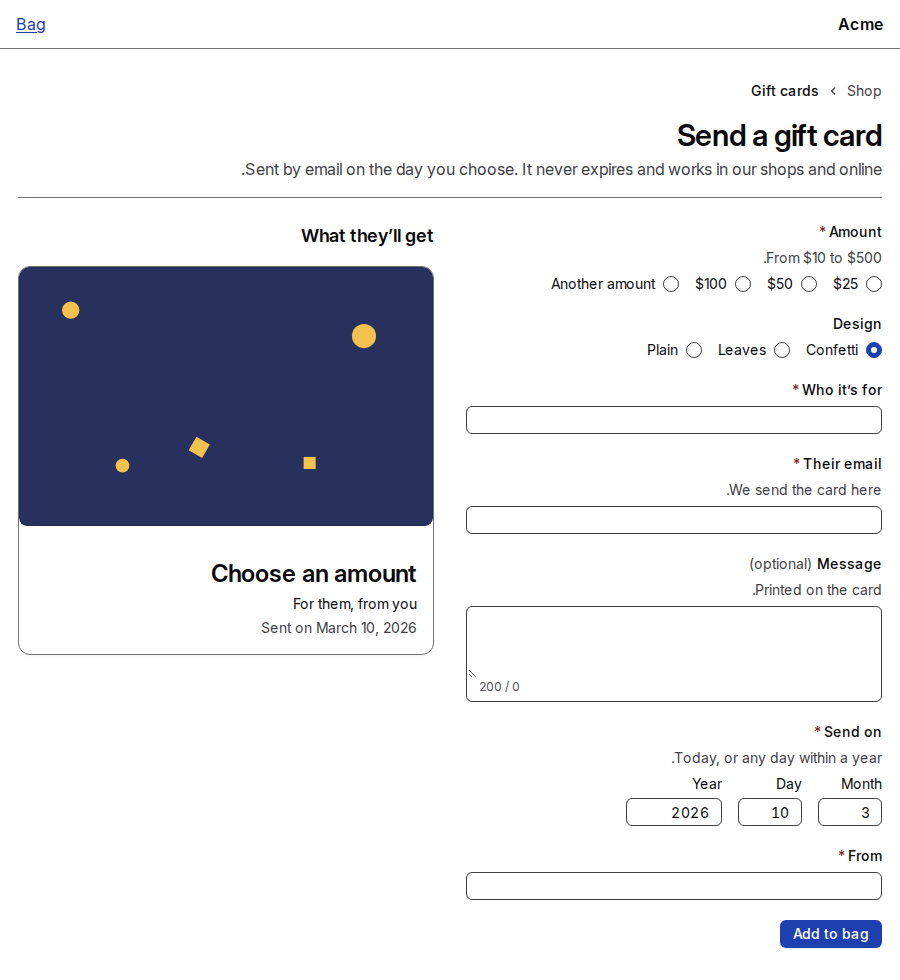 Acme
Bag
Shop
Gift cards
Send a gift card
.Sent by email on the day you choose. It never expires and works in our shops and online
Amount *
.From $10 to $500
$25
$50
$100
Another amount
Design
Confetti
Leaves
Plain
Who it’s for *
Their email *
.We send the card here
Message (optional)
.Printed on the card
200 / 0
Send on *
.Today, or any day within a year
Month
Day
Year
3
10
2026
From *
Add to bag
What they’ll get
Choose an amount
For them, from you
Sent on March 10, 2026